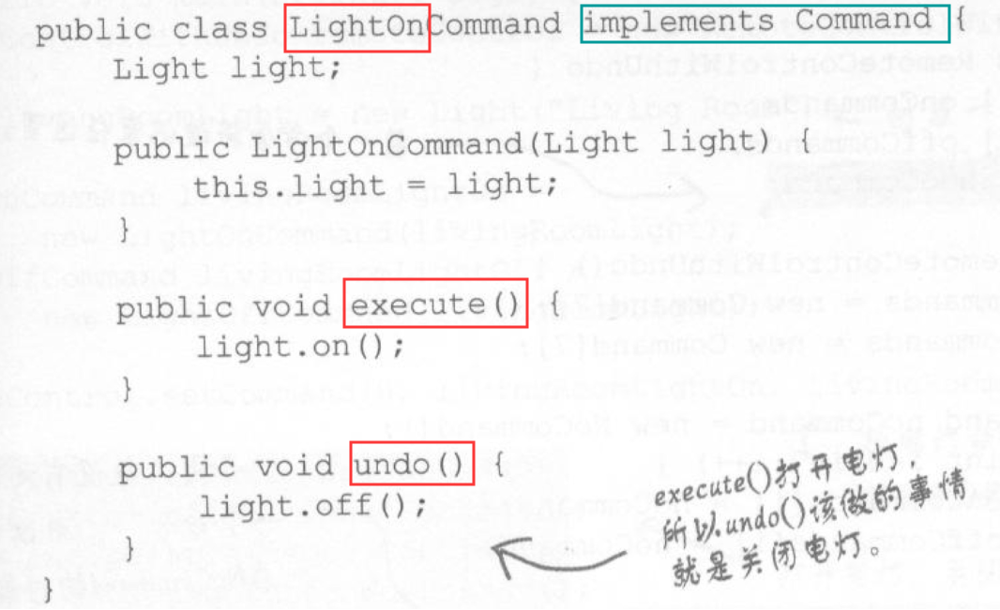 public class LightOnCommand implements Command {
Light light;
public LightOnCommand(Light light) {
this.light = light;
}
public void execute() {
light.on();
}
public void undo() {
light.off();
}
}
execute()打开电灯，
所以undo()该做的事情
就是关闭电灯。